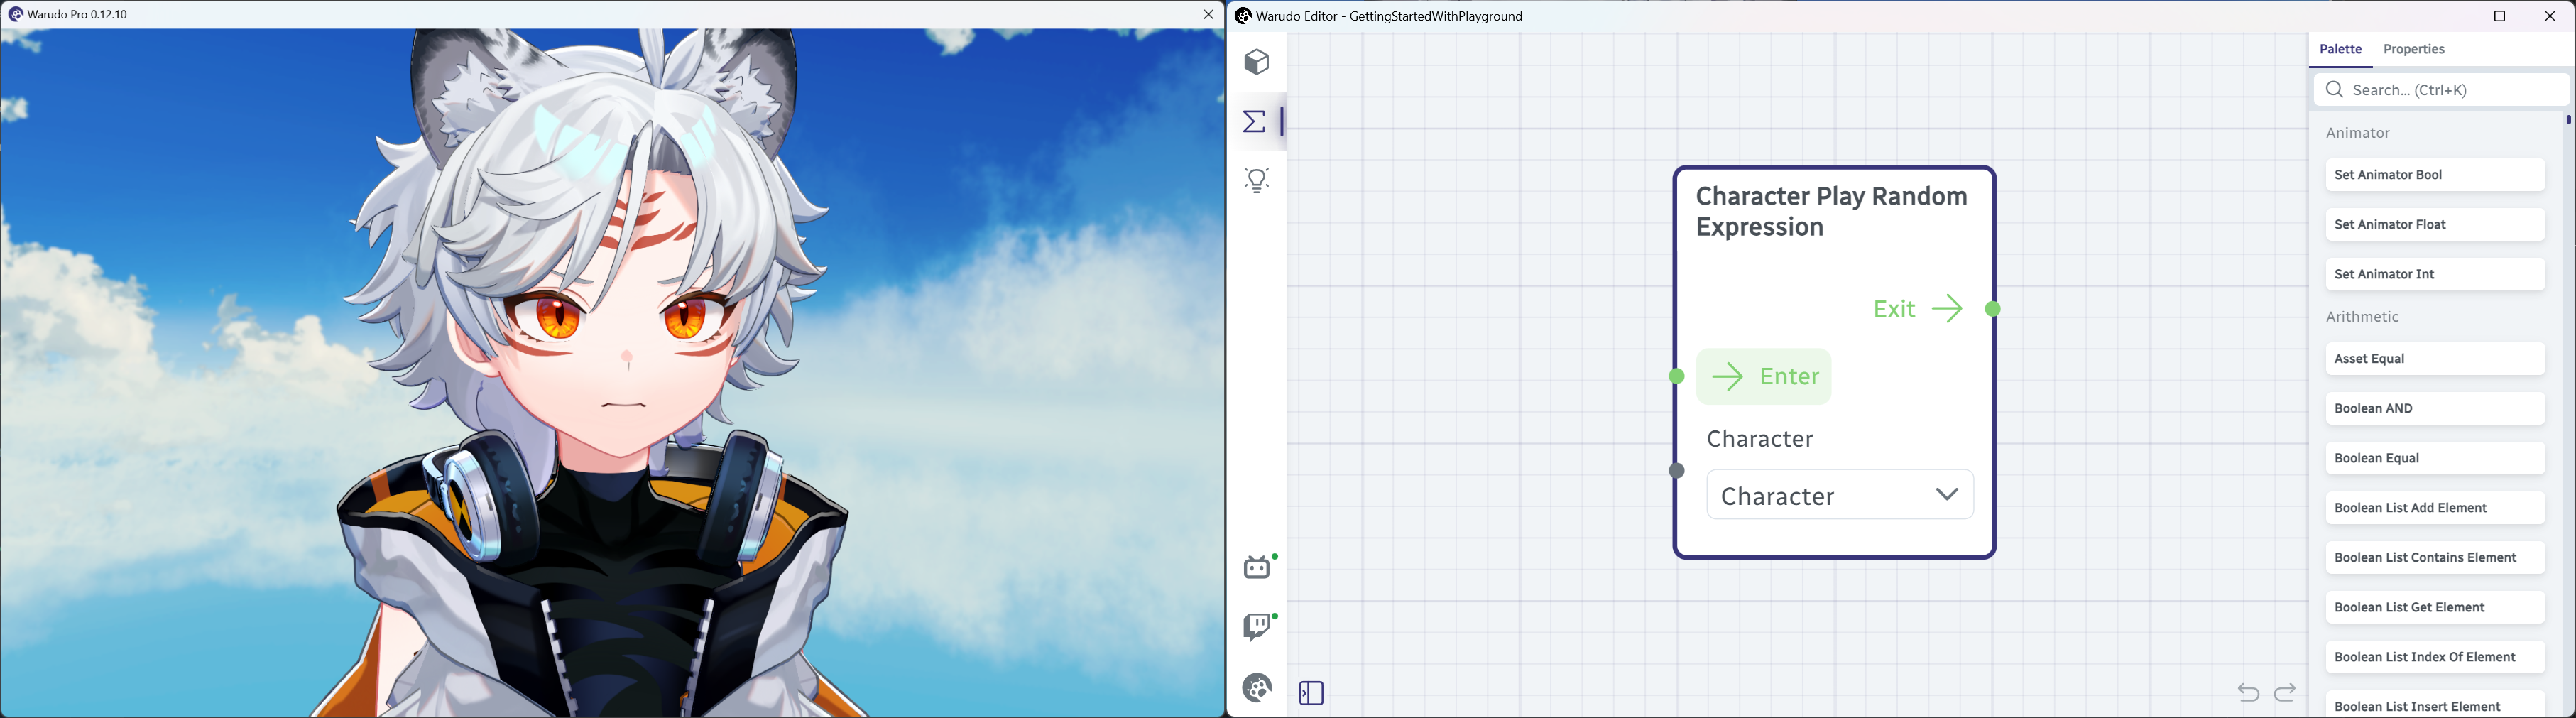 Warudo Pro 0.12.10
Warudo Editor - GettingStartedWithPlayground
Character Play Random
Expression
Exit
Enter
Character
Character
Palette
Properties
Search... (Ctrl+K)
Animator
Set Animator Bool
Set Animator Float
Set Animator Int
Arithmetic
Asset Equal
Boolean AND
Boolean Equal
Boolean List Add Element
Boolean List Contains Element
Boolean List Get Element
Boolean List Index Of Element
Boolean List Insert Element